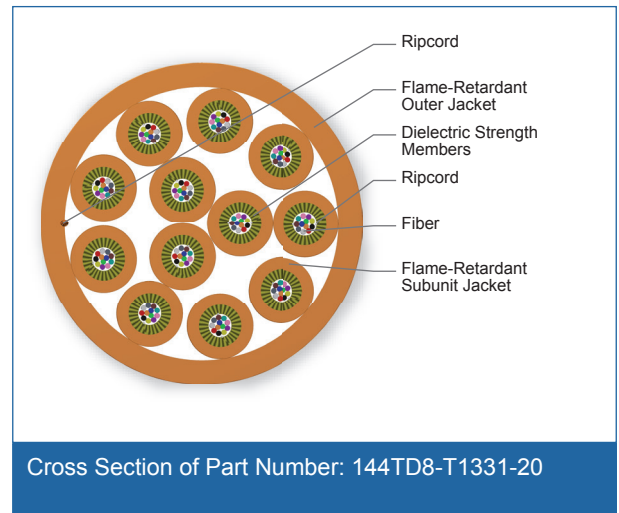 Ripcord
Flame-Retardant
Outer Jacket
Dielectric Strength
Members
Ripcord
Fiber
Flame-Retardant
Subunit Jacket
Cross Section of Part Number: 144TD8-T1331-20